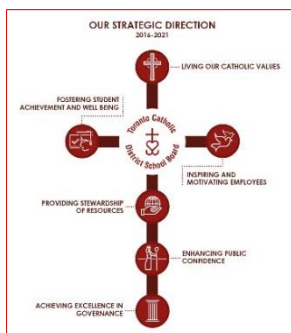 OUR STRATEGIC DIRECTION
2016-2021
LIVING OUR CATHOLIC VALUES
FOSTERING STUDENT
ACHIEVEMENT AND WELL BEING
Toronto Catholic
District School Board
INSPIRING AND
MOTIVATING EMPLOYEES
PROVIDING STEWARDSHIP
OF RESOURCES
ENHANCING PUBLIC
CONFIDENCE
ACHIEVING EXCELLENCE IN
GOVERNANCE